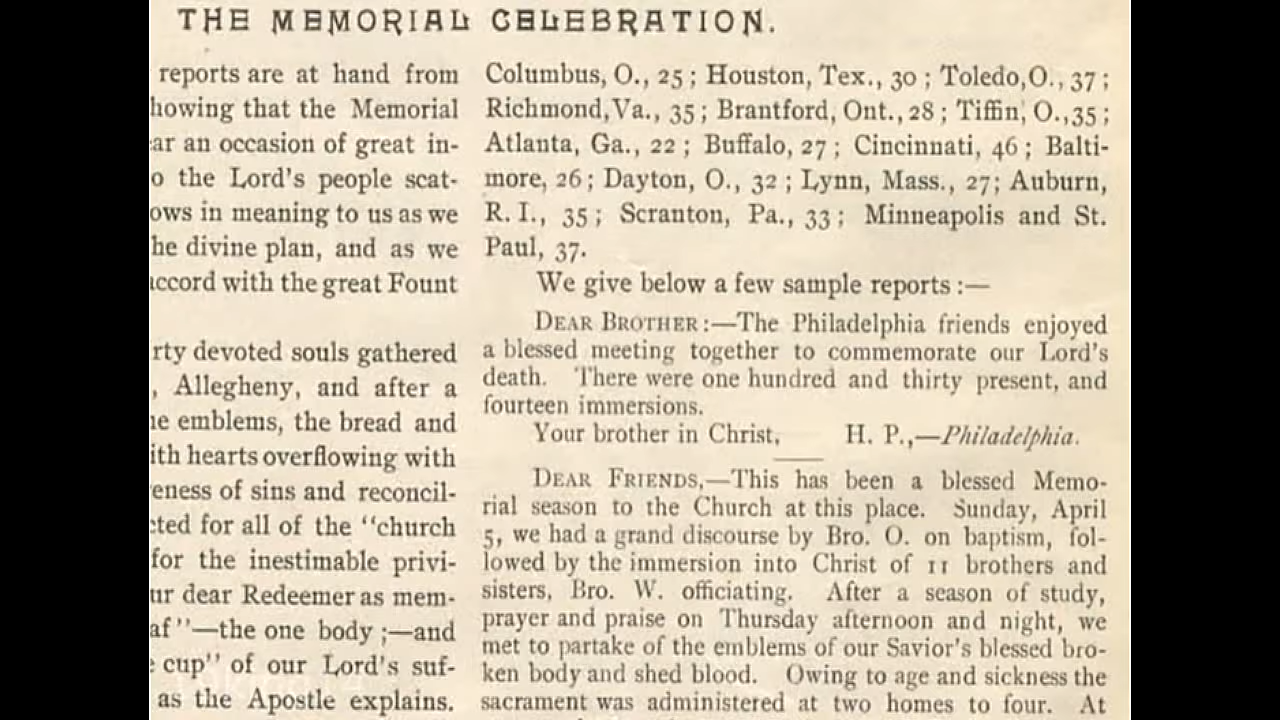 THE MEMORIAL CELEBRATION.
reports are at hand from
howing that the Memorial
ar an occasion of great in-
o the Lord's people scat-
ows in meaning to us as we
he divine plan, and as we
ccord with the great Fount
rty devoted souls gathered
, Allegheny, and after a
e emblems, the bread and
ith hearts overflowing with
eness of sins and reconcil-
ted for all of the "church
for the inestimable privi-
ur dear Redeemer as mem-
af"—the one body ;—and
cup" of our Lord's suf-
as the Apostle explains.
Columbus, O., 25 ; Houston, Tex., 30 ; Toledo, O., 37 ;
Richmond, Va., 35 ; Brantford, Ont., 28 ; Tiffin, O., 35 ;
Atlanta, Ga., 22 ; Buffalo, 27 ; Cincinnati, 46 ; Balti-
more, 26 ; Dayton, O., 32 ; Lynn, Mass., 27; Auburn,
R. I., 35 ; Scranton, Pa., 33 ; Minneapolis and St.
Paul, 37.
We give below a few sample reports :—
DEAR BROTHER:—The Philadelphia friends enjoyed
a blessed meeting together to commemorate our Lord's
death. There were one hundred and thirty present, and
fourteen immersions.
Your brother in Christ, H. P.,—Philadelphia.
DEAR FRIENDS,—This has been a blessed Memo-
rial season to the Church at this place. Sunday, April
5, we had a grand discourse by Bro. O. on baptism, fol-
lowed by the immersion into Christ of 11 brothers and
sisters, Bro. W. officiating. After a season of study,
prayer and praise on Thursday afternoon and night, we
met to partake of the emblems of our Savior's blessed bro-
ken body and shed blood. Owing to age and sickness the
sacrament was administered at two homes to four. At